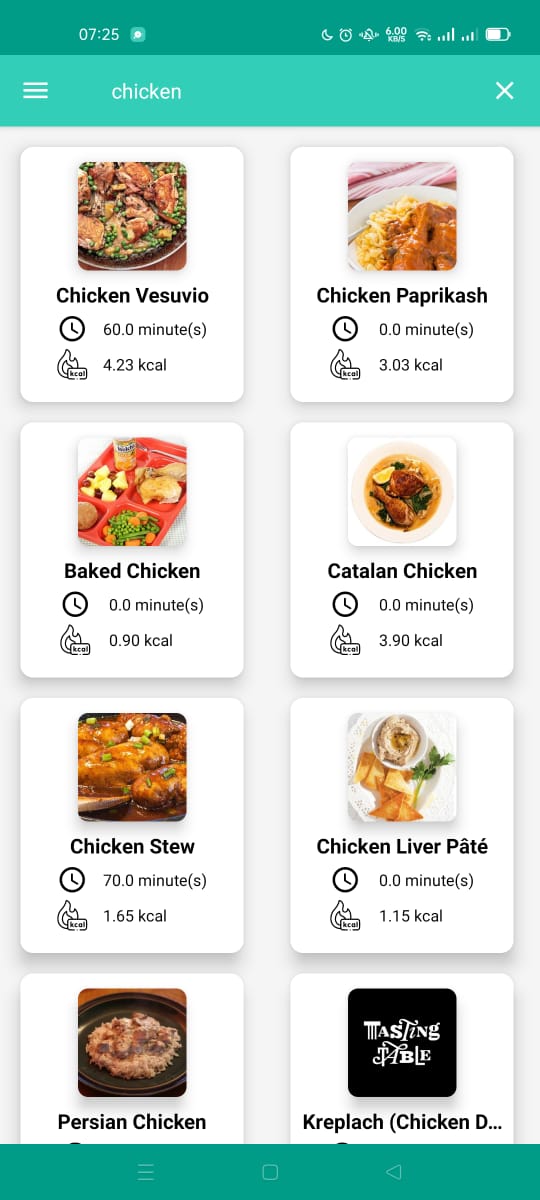 07:25
6.00
KB/S
chicken
Chicken Vesuvio
60.0 minute(s)
kcal
4.23 kcal
Chicken Paprikash
0.0 minute(s)
kcal
3.03 kcal
Baked Chicken
0.0 minute(s)
kcal
0.90 kcal
Catalan Chicken
0.0 minute(s)
kcal
3.90 kcal
Chicken Stew
70.0 minute(s)
kcal
1.65 kcal
Chicken Liver Pâté
0.0 minute(s)
kcal
1.15 kcal
Persian Chicken
TASTING
TABLE
Kreplach (Chicken D...